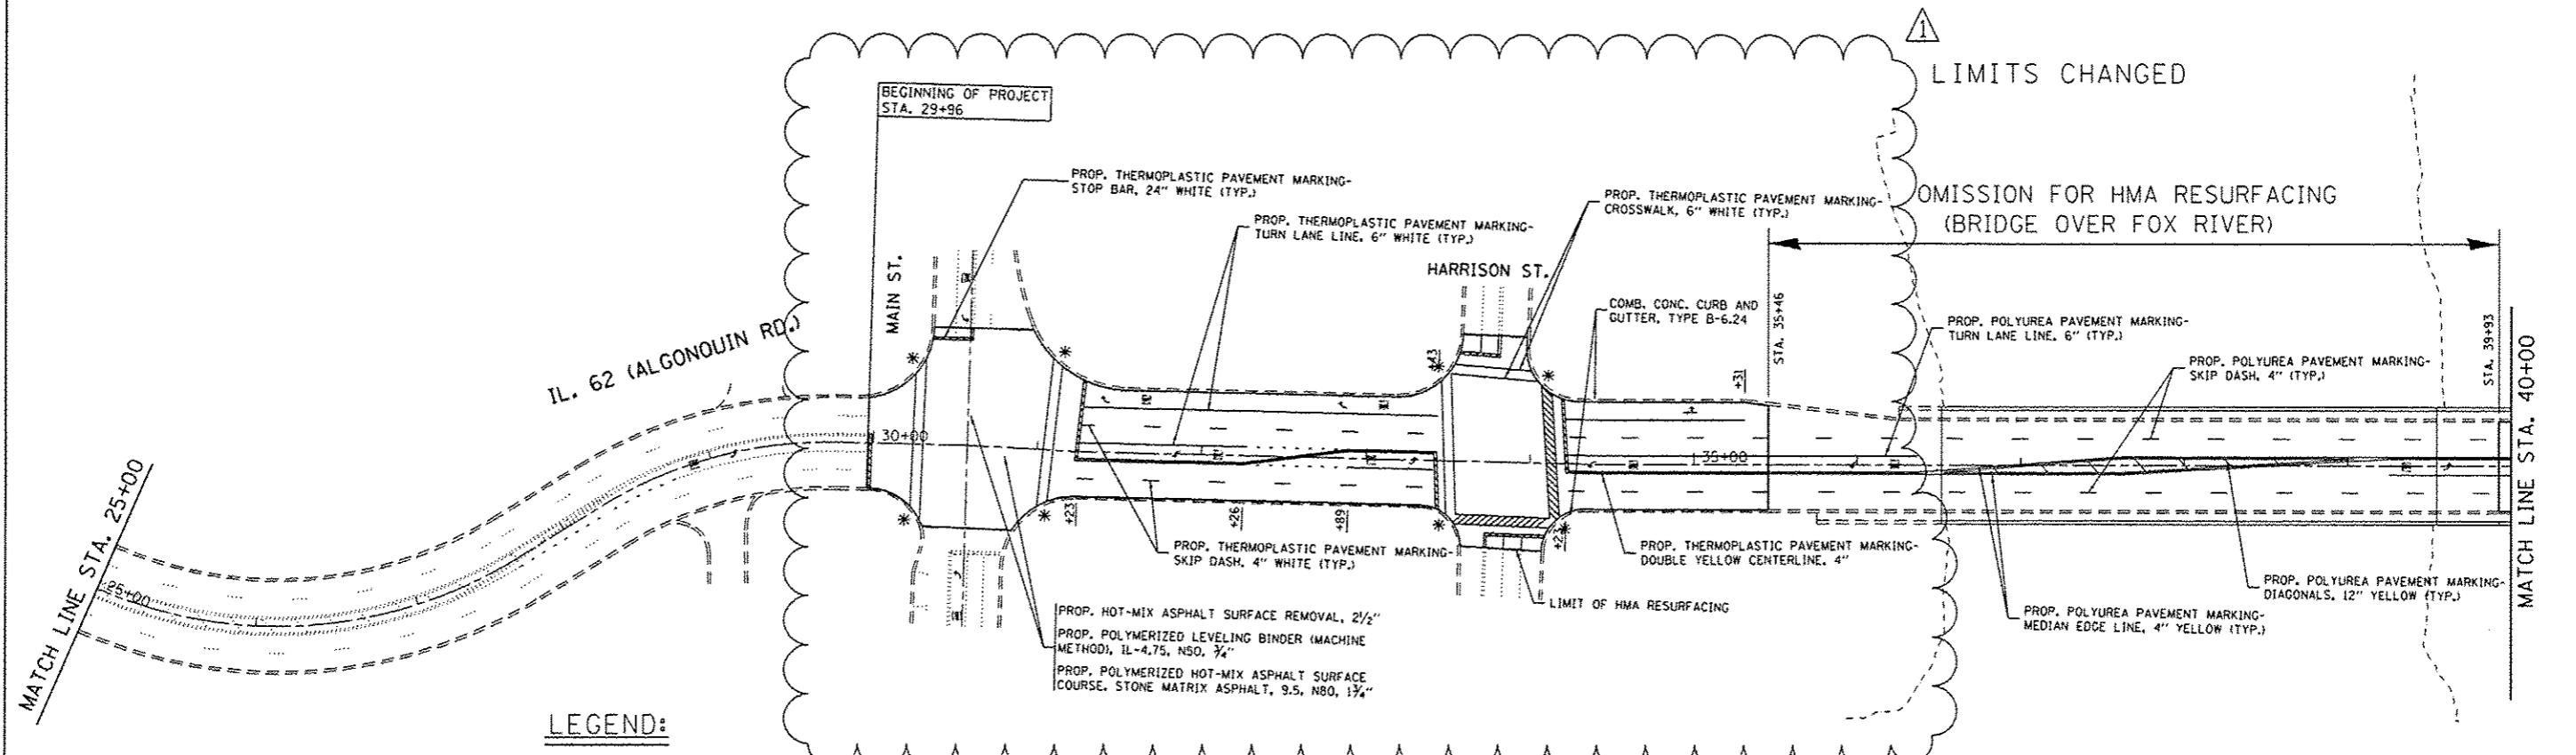 1
LIMITS CHANGED
BEGINNING OF PROJECT
STA. 29+96
PROP. THERMOPLASTIC PAVEMENT MARKING-
STOP BAR, 24" WHITE (TYP.)
PROP. THERMOPLASTIC PAVEMENT MARKING-
TURN LANE LINE, 6" WHITE (TYP.)
PROP. THERMOPLASTIC PAVEMENT MARKING-
CROSSWALK, 6" WHITE (TYP.)
OMISSION FOR HMA RESURFACING
(BRIDGE OVER FOX RIVER)
MAIN ST.
HARRISON ST.
COMB. CONC. CURB AND
GUTTER, TYPE B-6.24
STA. 35+46
PROP. POLYUREA PAVEMENT MARKING-
TURN LANE LINE, 6" (TYP.)
PROP. POLYUREA PAVEMENT MARKING-
SKIP DASH, 4" (TYP.)
STA. 39+93
MATCH LINE STA. 40+00
IL. 62 (ALGONQUIN RD.)
+43
+31
30+00
35+00
MATCH LINE STA. 25+00
25+00
+23
+26
+89
PROP. THERMOPLASTIC PAVEMENT MARKING-
SKIP DASH, 4" WHITE (TYP.)
PROP. THERMOPLASTIC PAVEMENT MARKING-
DOUBLE YELLOW CENTERLINE, 4"
PROP. POLYUREA PAVEMENT MARKING-
DIAGONALS, 12" YELLOW (TYP.)
PROP. POLYUREA PAVEMENT MARKING-
MEDIAN EDGE LINE, 4" YELLOW (TYP.)
LIMIT OF HMA RESURFACING
PROP. HOT-MIX ASPHALT SURFACE REMOVAL, 2½"
PROP. POLYMERIZED LEVELING BINDER (MACHINE
METHOD), IL-4.75, N50, ¾"
PROP. POLYMERIZED HOT-MIX ASPHALT SURFACE
COURSE, STONE MATRIX ASPHALT, 9.5, N80, 1¾"
LEGEND: